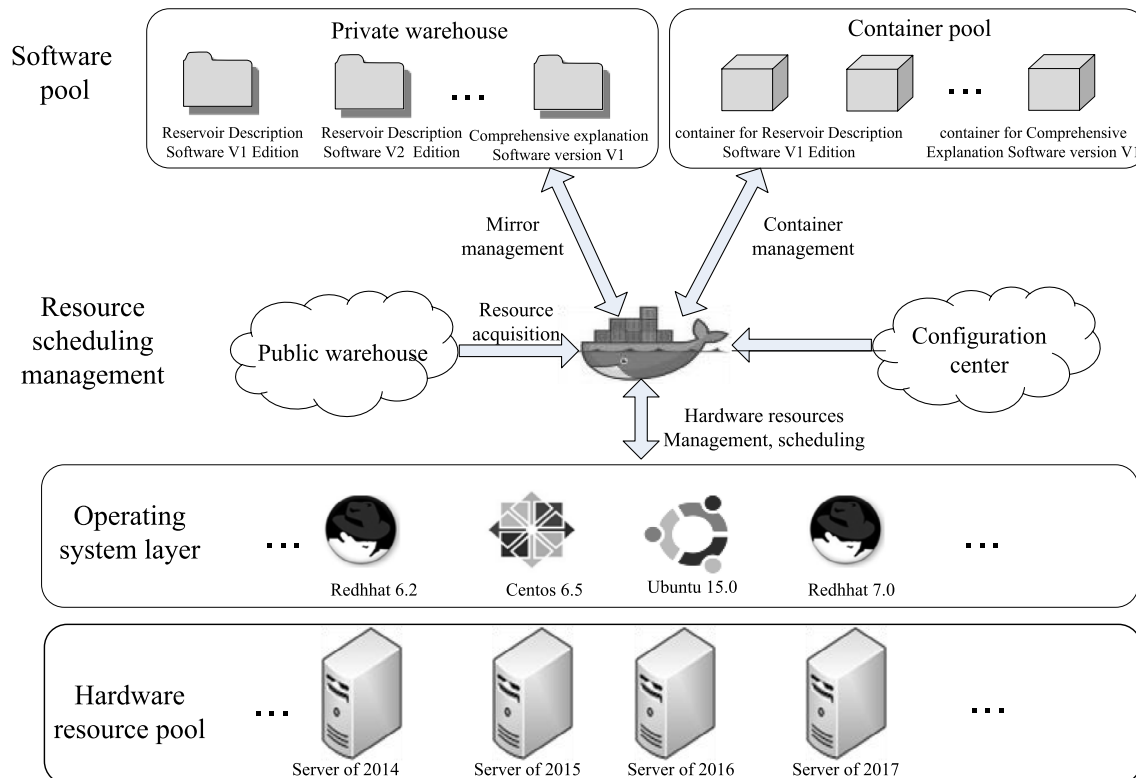 Software
pool
Private warehouse
Reservoir Description
Software V1 Edition
Reservoir Description
Software V2 Edition
...
Comprehensive explanation
Software version V1
Container pool
container for Reservoir Description
Software V1 Edition
...
container for Comprehensive
Explanation Software version V1
Mirror
management
Container
management
Resource
scheduling
management
Public warehouse
Resource
acquisition
Configuration
center
Hardware resources
Management, scheduling
Operating
system layer
...
Redhhat 6.2
Centos 6.5
Ubuntu 15.0
Redhhat 7.0
...
Hardware
resource pool
...
Server of 2014
Server of 2015
Server of 2016
Server of 2017
...